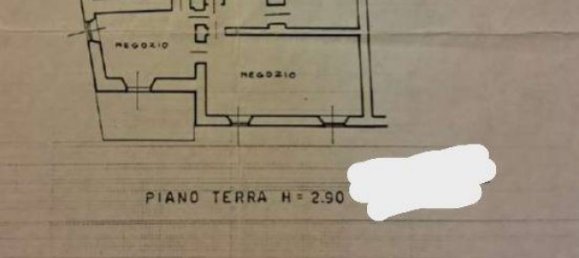 NEGOZIO
NEGOZIO
PIANO TERRA H = 2.90